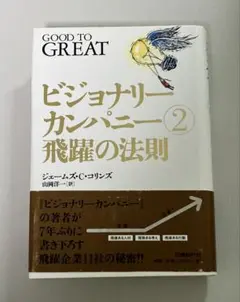 GOOD TO
GREAT
ビジョナリー
カンパニー②
飛躍の法則
ジェームズ・C・コリンズ
山岡洋一[訳]
『ビジョナリーカンパニー』
の著者が
7年ぶりに
書き下ろす
飛躍企業11社の秘密!!